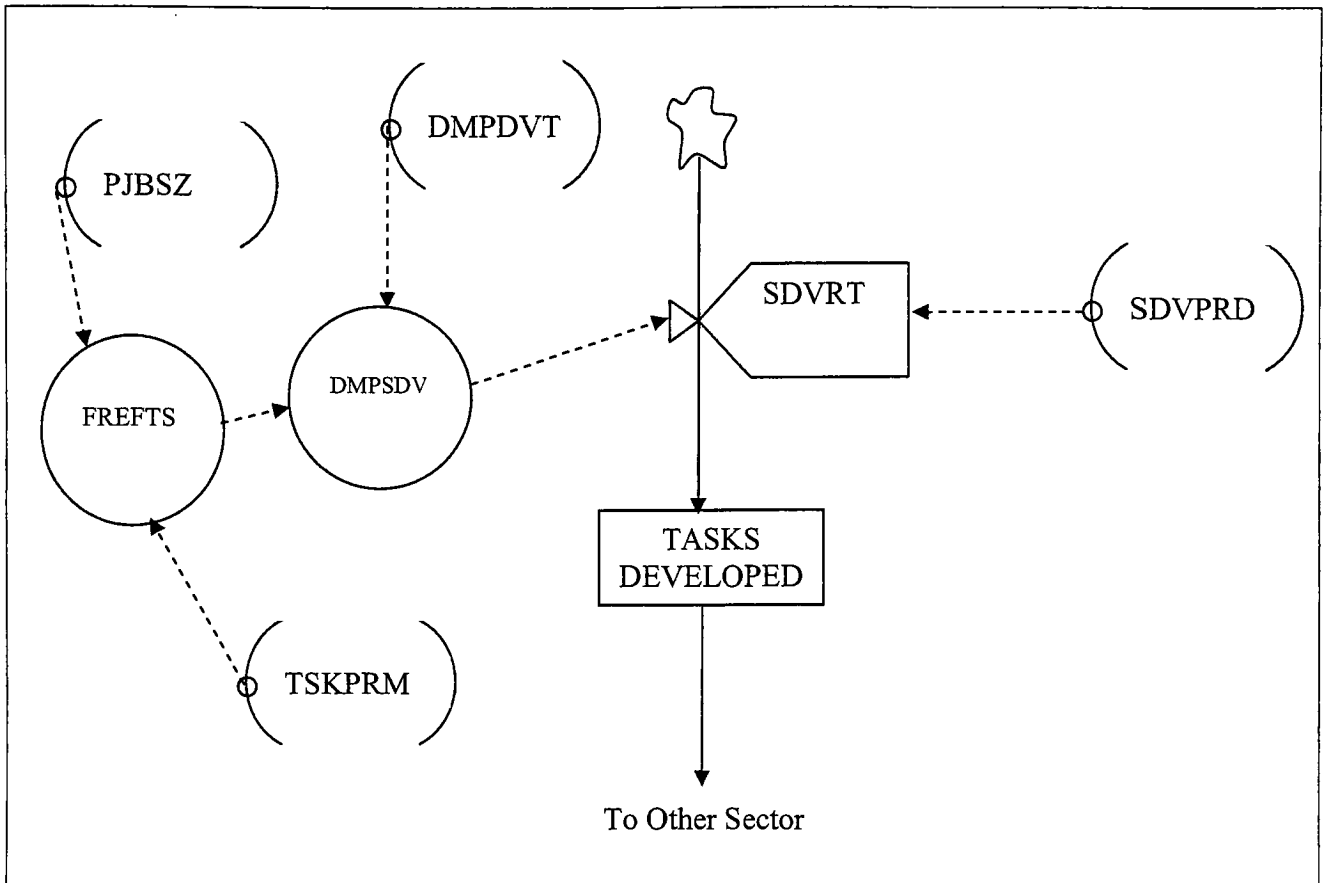 DMPDVT
PJBSZ
SDVRT
SDVPRD
DMPSDV
FREFTS
TASKS
DEVELOPED
TSKPRM
To Other Sector